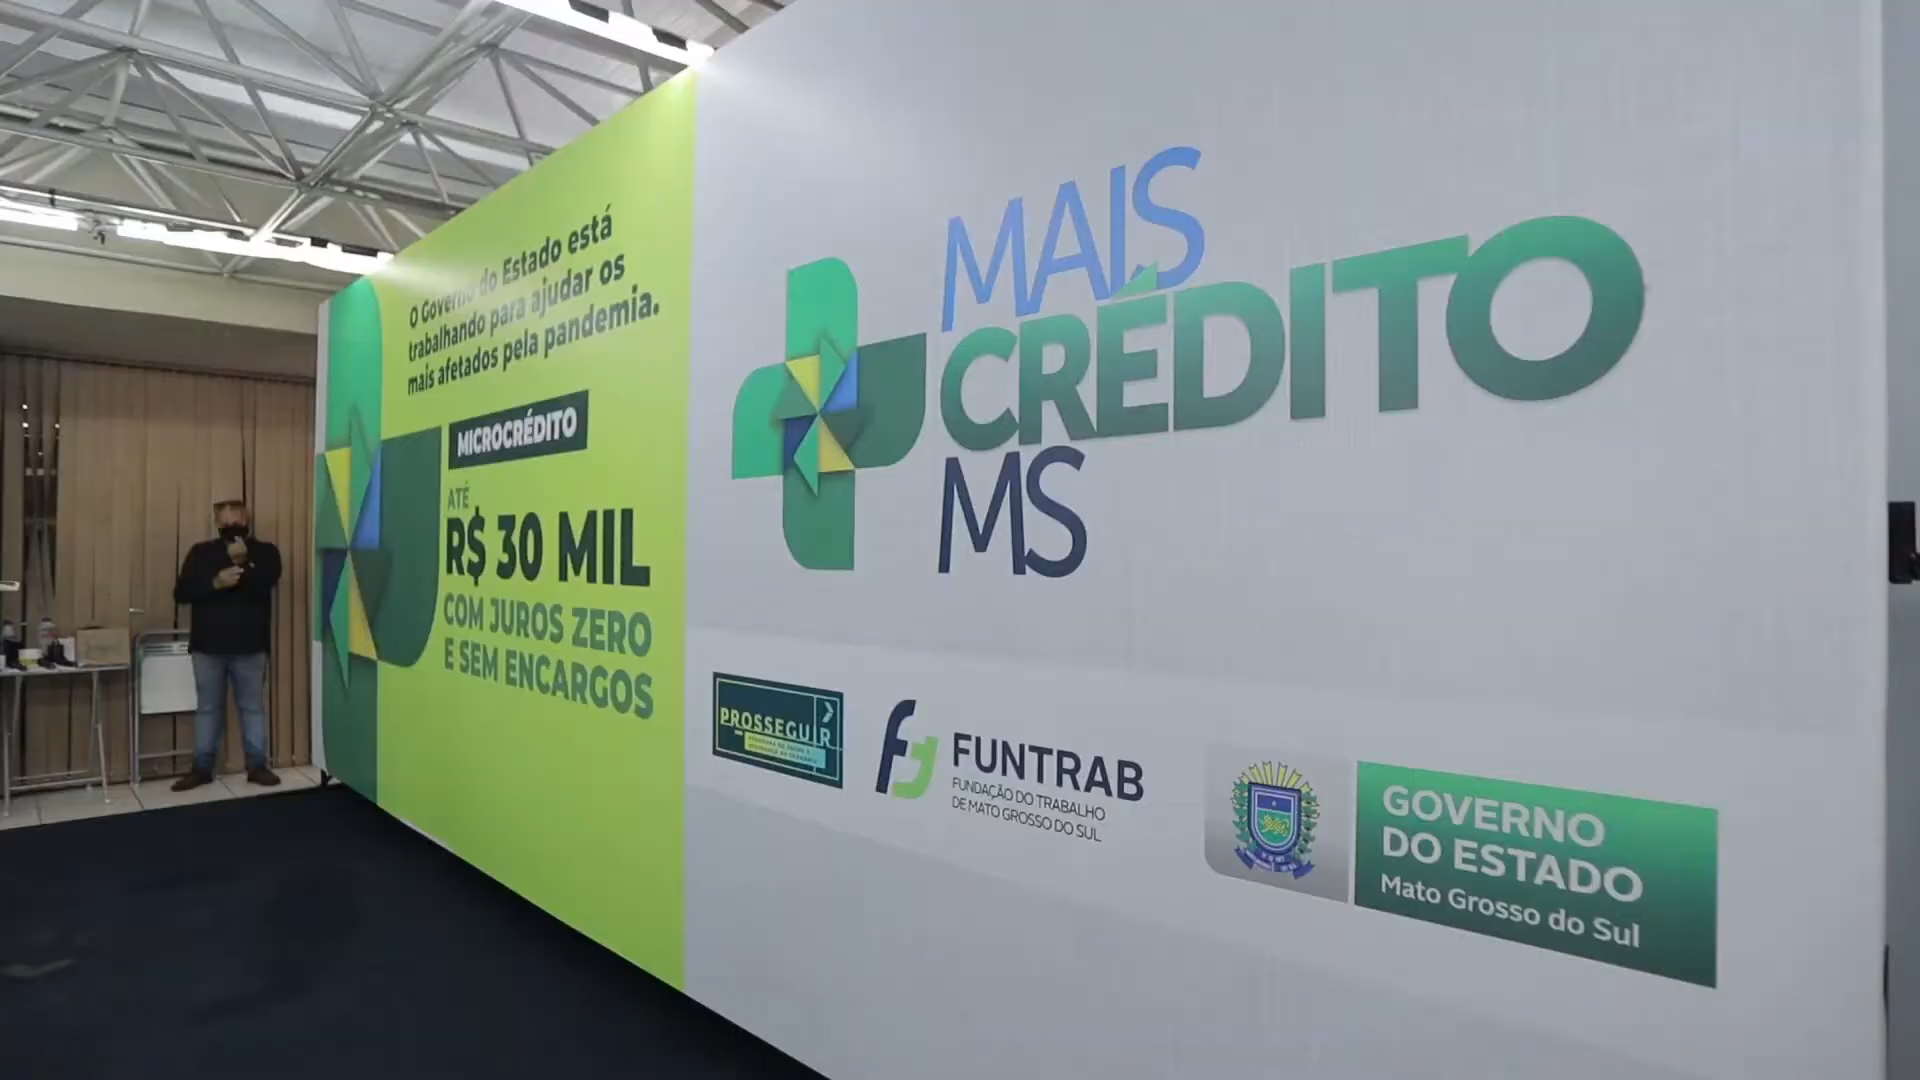 O Governo do Estado está
trabalhando para ajudar os
mais afetados pela pandemia.
MICROCRÉDITO
ATÉ
R$ 30 MIL
COM JUROS ZERO
E SEM ENCARGOS
MAIS
CRÉDITO
MS
PROSSEGUIR
FUNTRAB
FUNDAÇÃO DO TRABALHO
DE MATO GROSSO DO SUL
GOVERNO
DO ESTADO
Mato Grosso do Sul